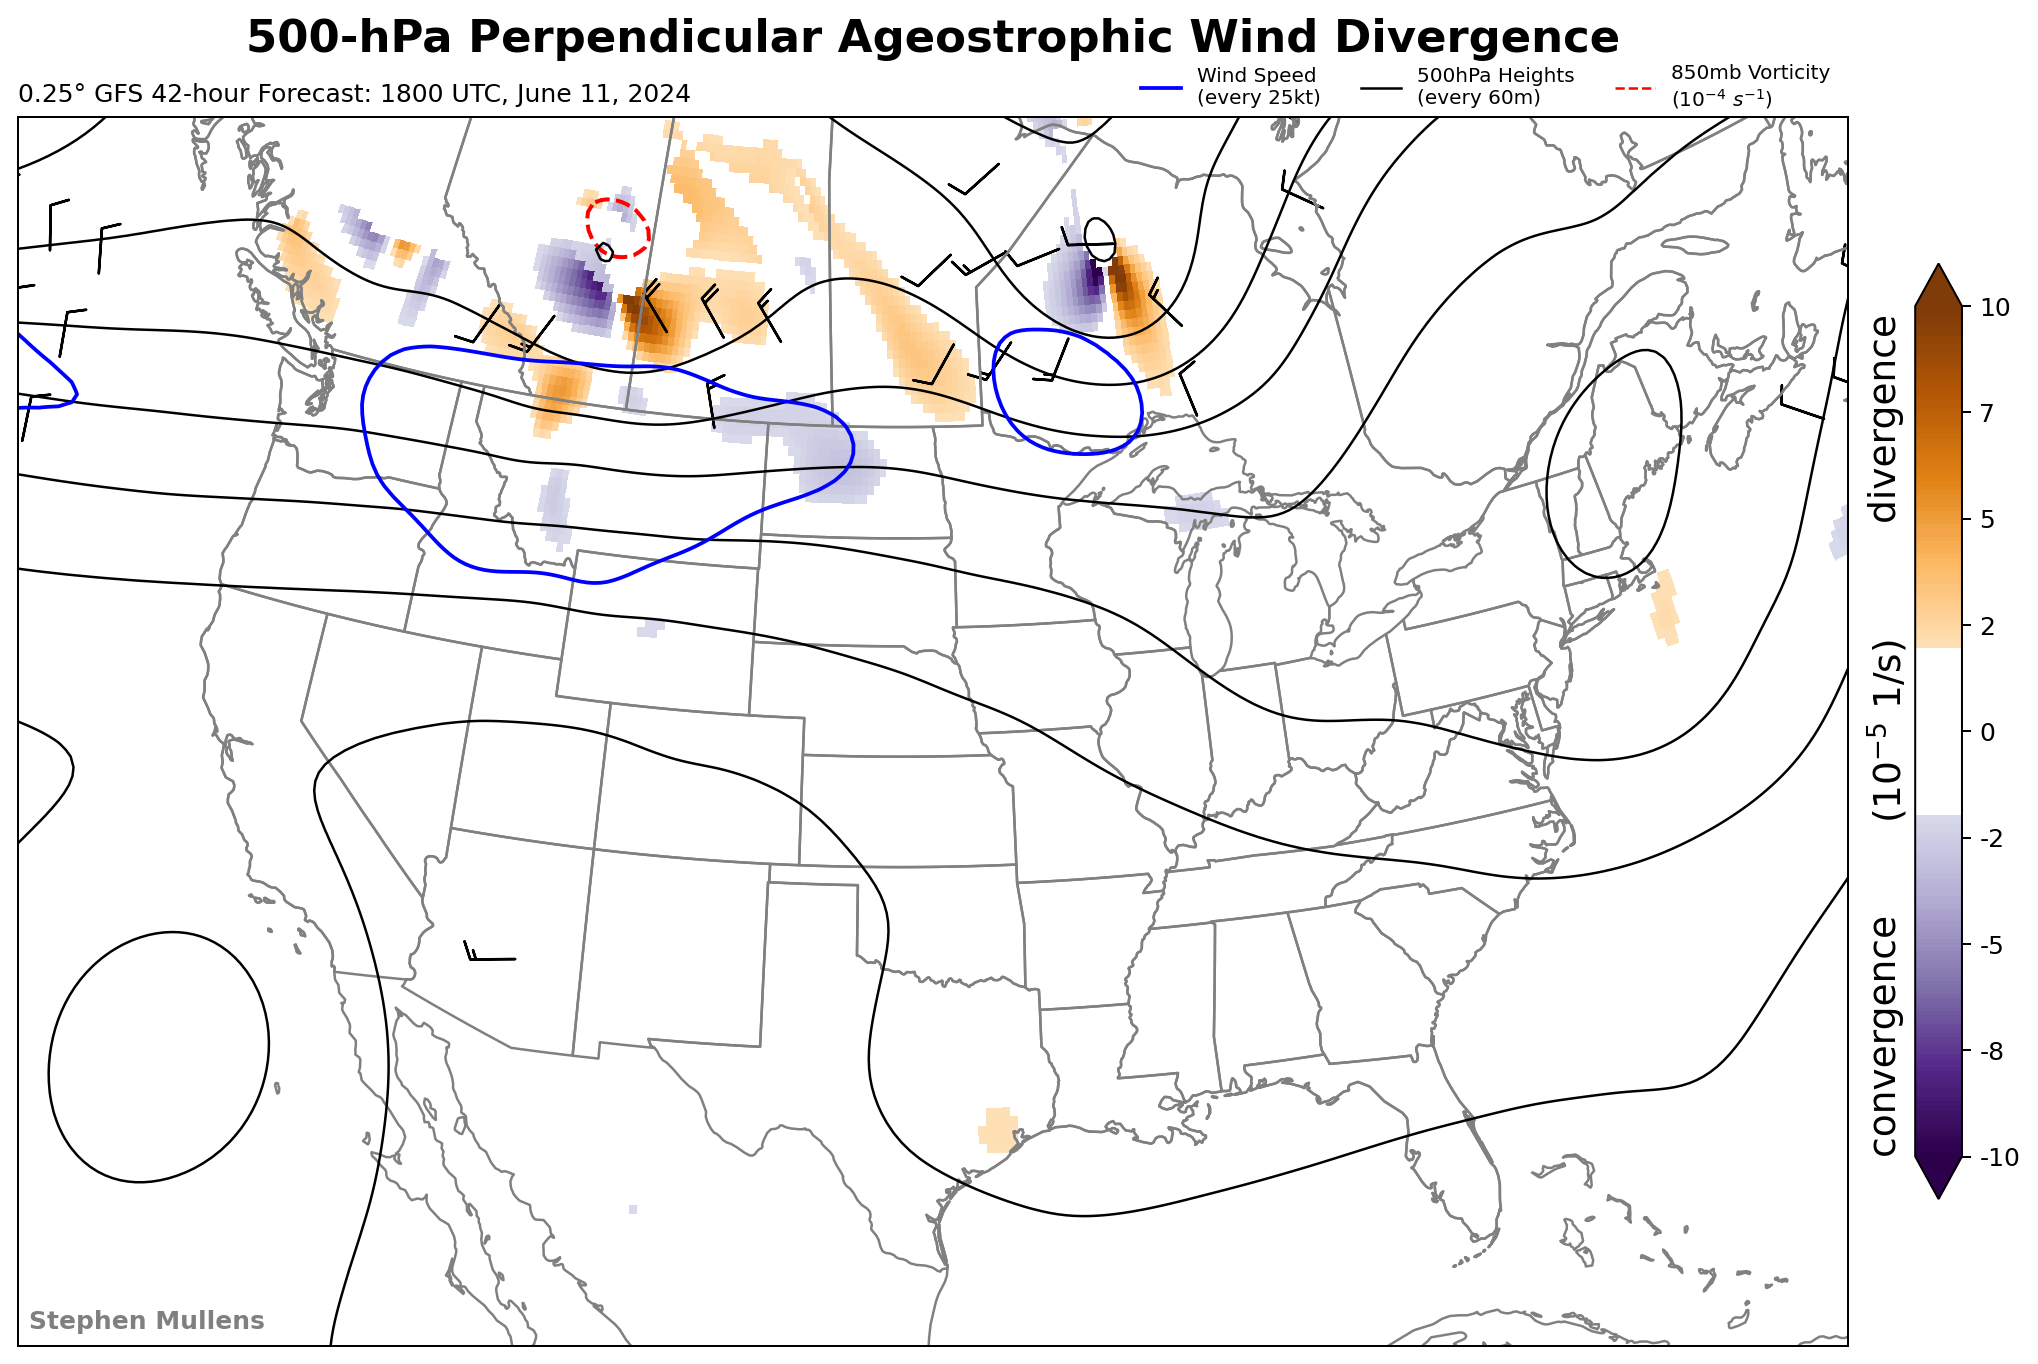 500-hPa Perpendicular Ageostrophic Wind Divergence
0.25° GFS 42-hour Forecast: 1800 UTC, June 11, 2024
Wind Speed
(every 25kt)
500hPa Heights
(every 60m)
850mb Vorticity
(10⁻⁴ s⁻¹)
10
7
5
2
0
-2
-5
-8
-10
convergence (10⁻⁵ 1/s) divergence
Stephen Mullens